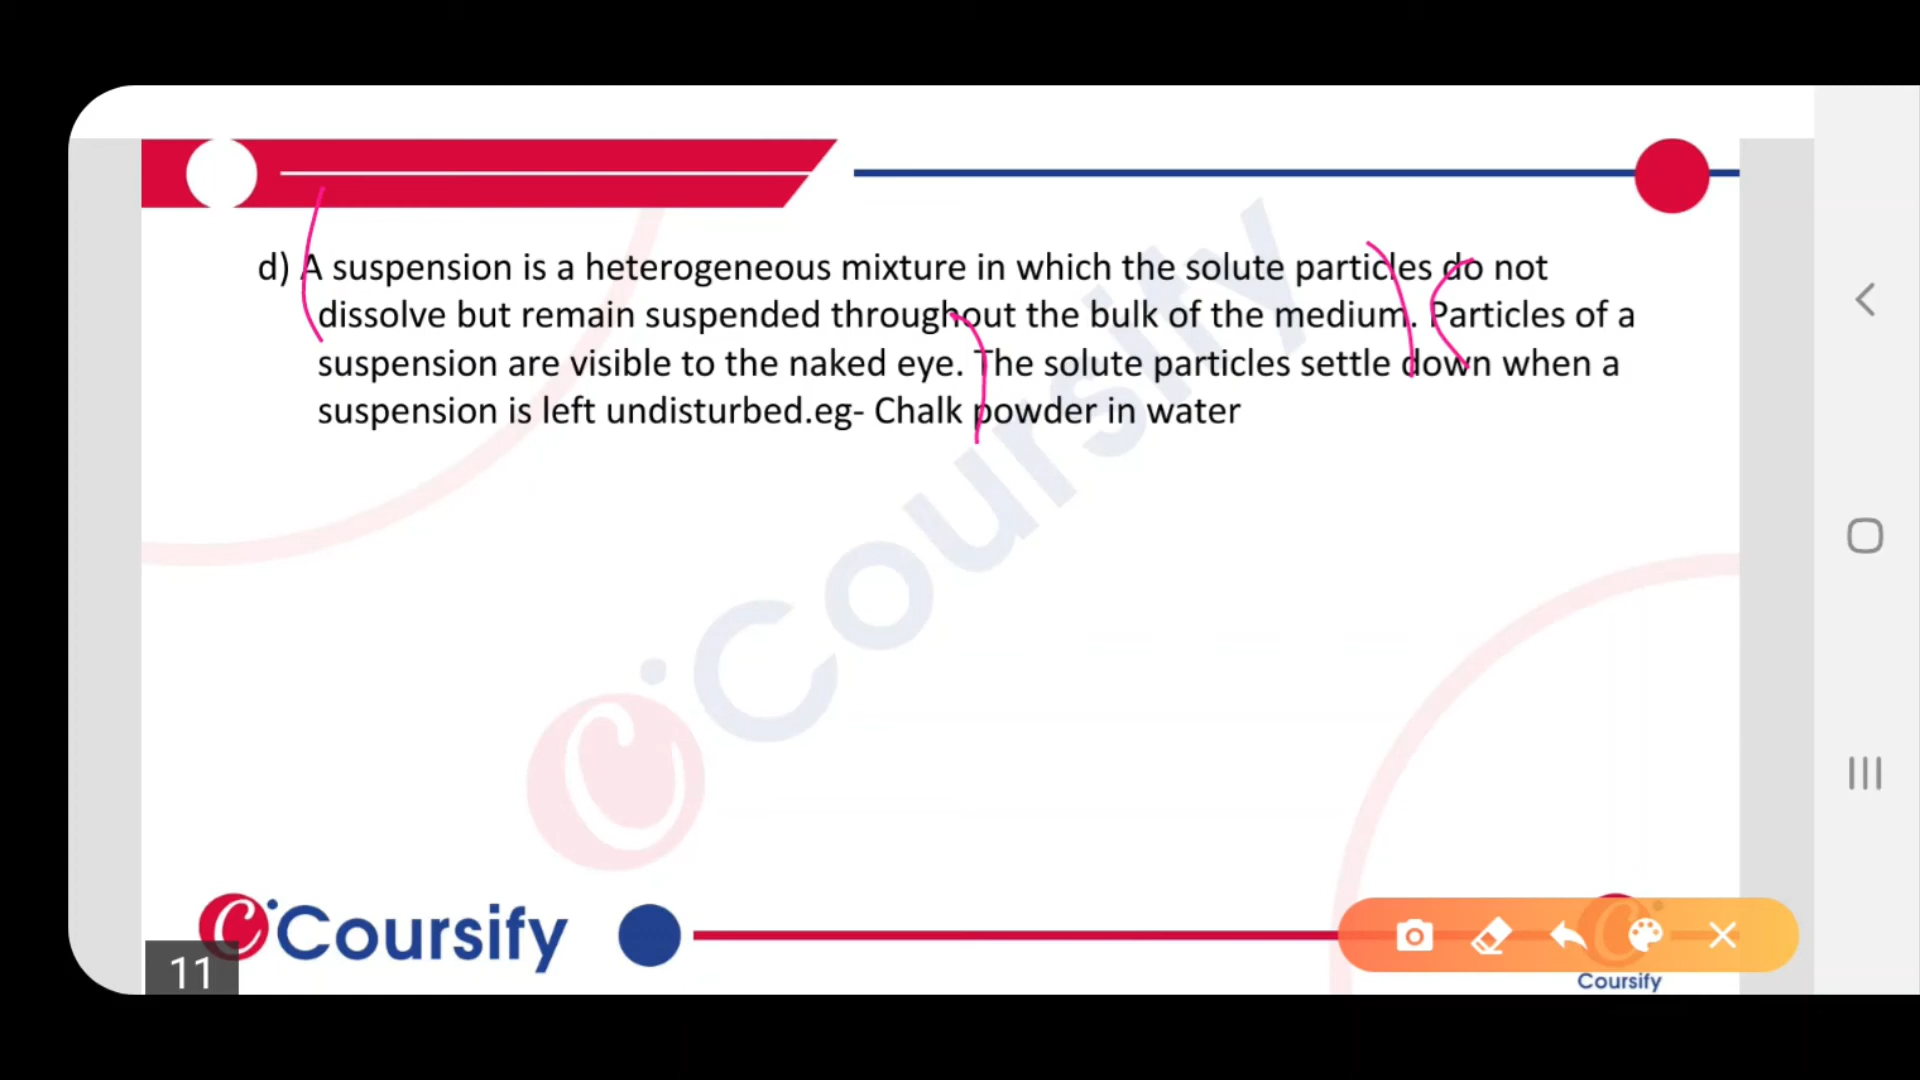 d) A suspension is a heterogeneous mixture in which the solute particles do not
dissolve but remain suspended throughout the bulk of the medium. Particles of a
suspension are visible to the naked eye. The solute particles settle down when a
suspension is left undisturbed.eg- Chalk powder in water
Coursify
Coursify
11
Coursify